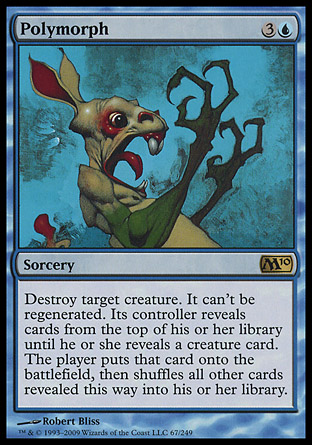 Polymorph 3
Sorcery M10
Destroy target creature. It can't be
regenerated. Its controller reveals
cards from the top of his or her library
until he or she reveals a creature card.
The player puts that card onto the
battlefield, then shuffles all other cards
revealed this way into his or her library.
Robert Bliss
™ & © 1993–2009 Wizards of the Coast LLC 67/249